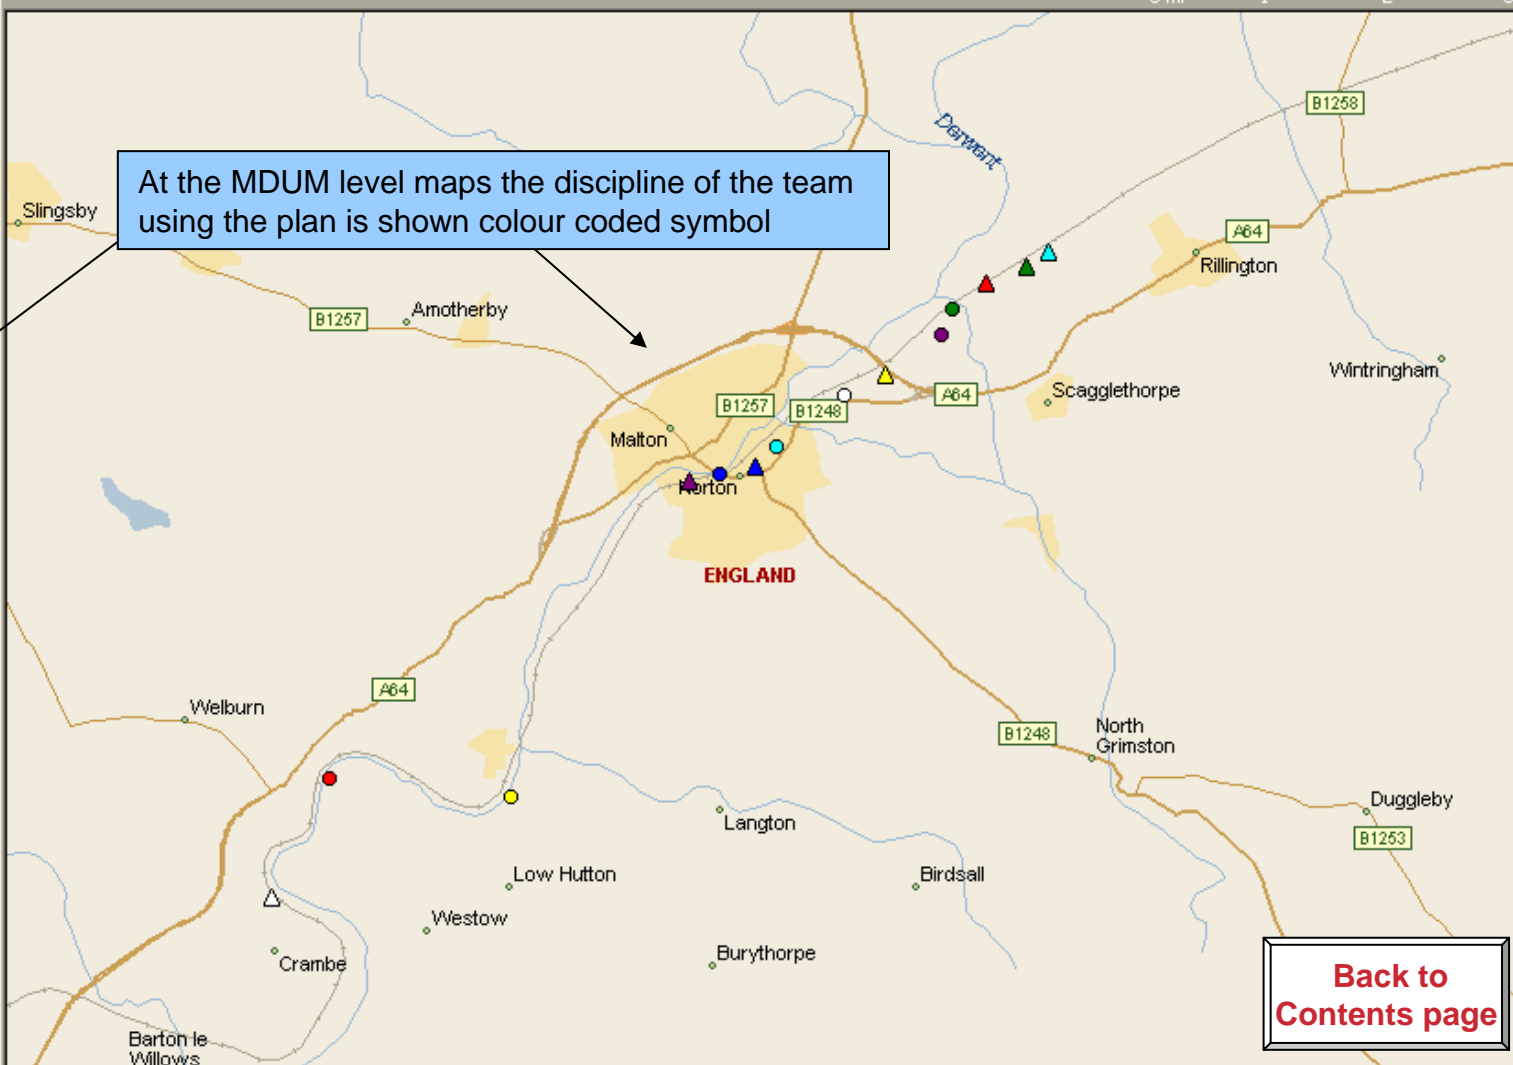 B1258
Derwent
At the MDUM level maps the discipline of the team
using the plan is shown colour coded symbol
Slingsby
A64
Rillington
Amotherby
B1257
Wintringham
Scagglethorpe
A64
B1257
B1248
Malton
Norton
ENGLAND
A64
Welburn
North
Grimston
B1248
Duggleby
Langton
B1253
Low Hutton
Birdsall
Westow
Burythorpe
Crambe
Back to
Contents page
Barton le
Willows